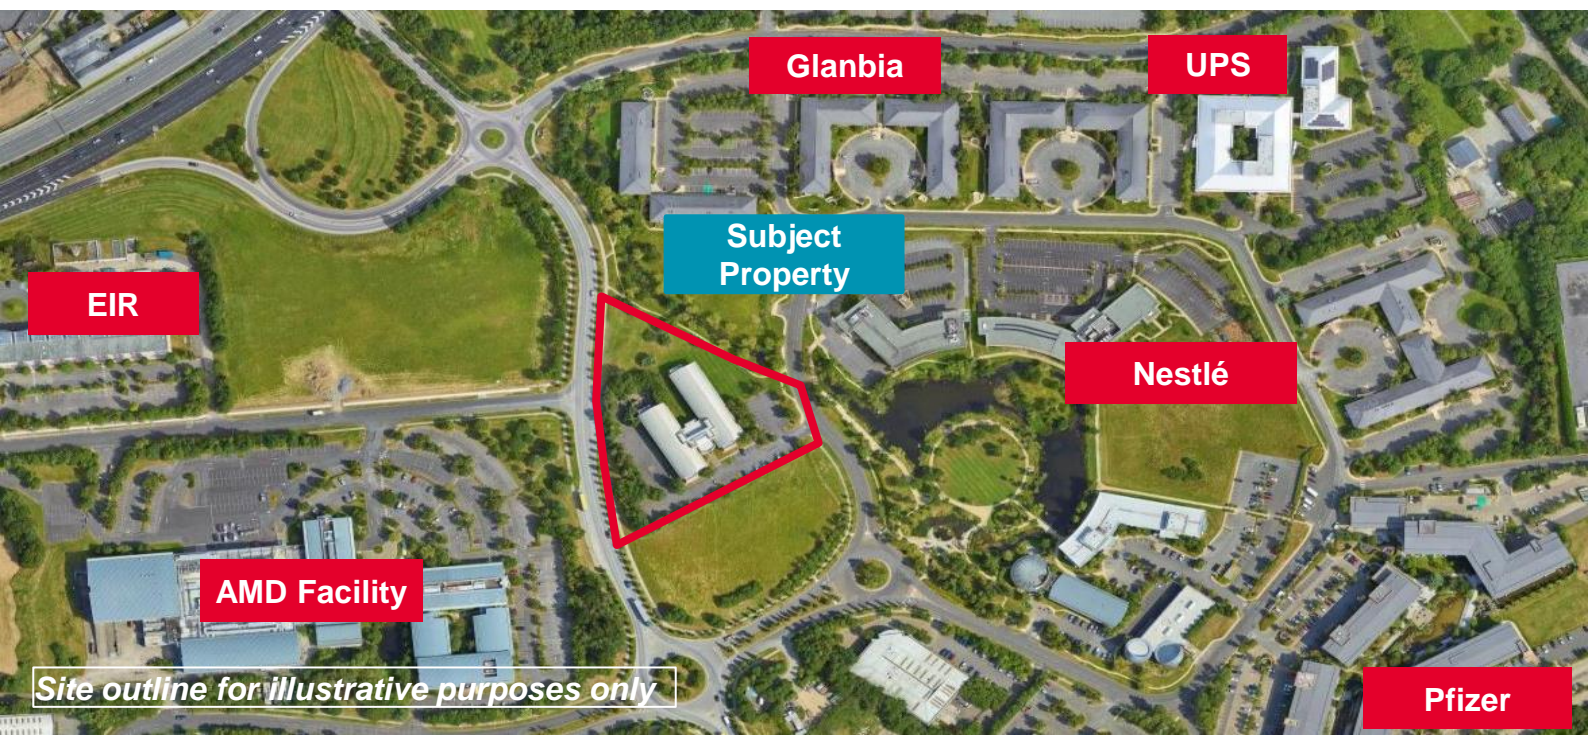 Glanbia
UPS
Subject
Property
EIR
Nestlé
AMD Facility
Site outline for illustrative purposes only
Pfizer